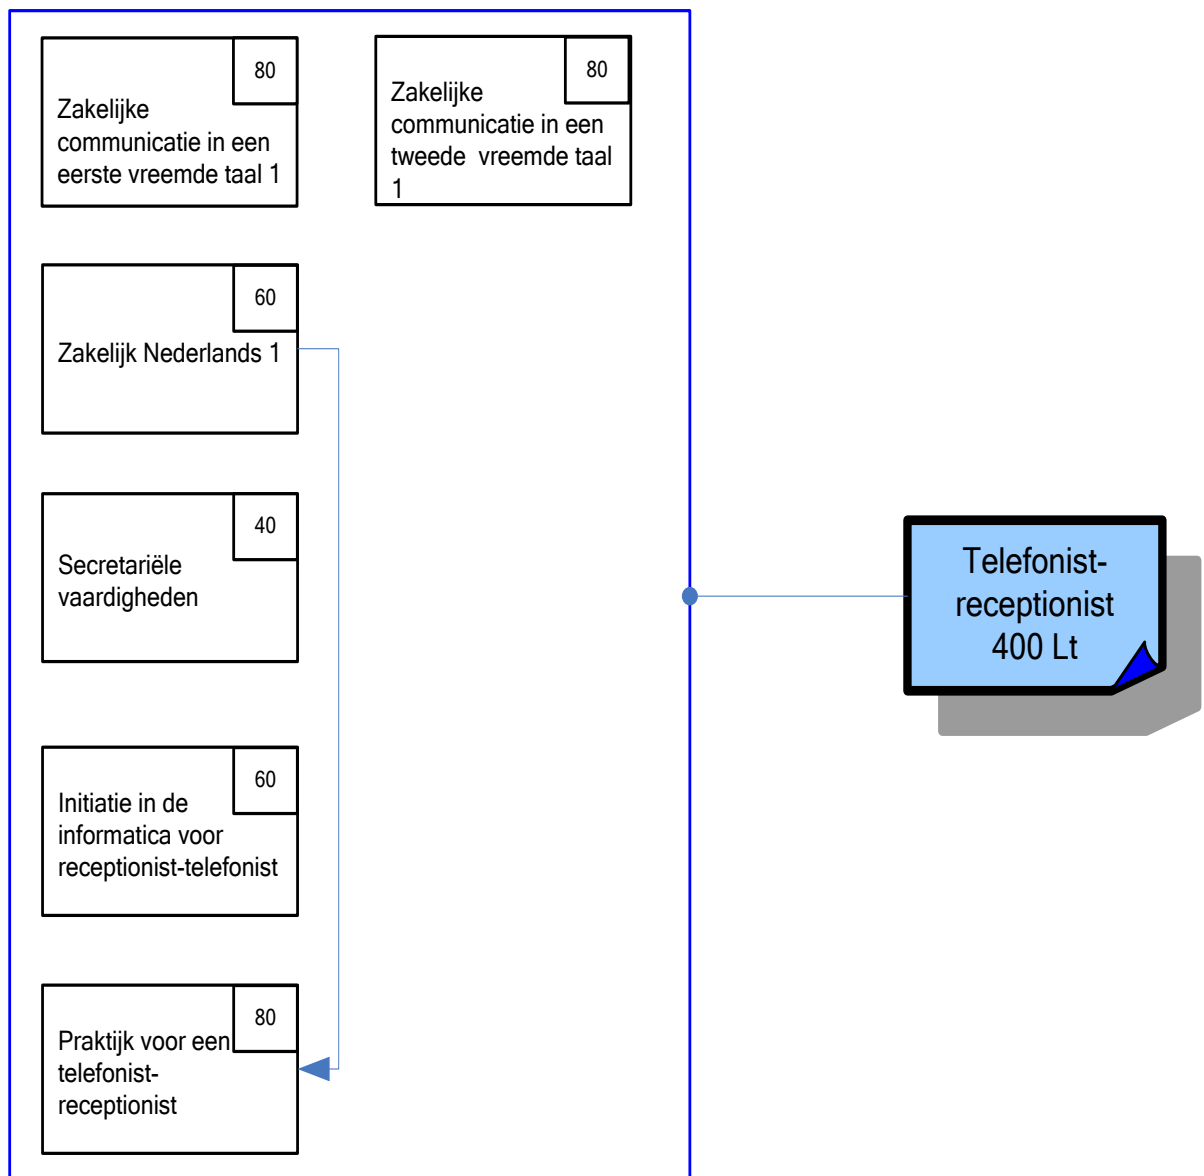 80
Zakelijke
communicatie in een
eerste vreemde taal 1
80
Zakelijke
communicatie in een
tweede  vreemde taal
1
60
Zakelijk Nederlands 1
40
Secretariële
vaardigheden
60
Initiatie in de
informatica voor
receptionist-telefonist
80
Praktijk voor een
telefonist-
receptionist
Telefonist-
receptionist
400 Lt